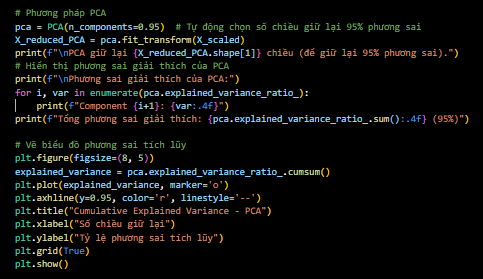 # Phương pháp PCA
pca = PCA(n_components=0.95)  # Tự động chọn số chiều giữ lại 95% phương sai
X_reduced_PCA = pca.fit_transform(X_scaled)
print(f"\nPCA giữ lại {X_reduced_PCA.shape[1]} chiều (để giữ lại 95% phương sai).")
# Hiển thị phương sai giải thích của PCA
print(f"\nPhương sai giải thích của PCA:")
for i, var in enumerate(pca.explained_variance_ratio_):
    print(f"Component {i+1}: {var:.4f}")
print(f"Tổng phương sai giải thích: {pca.explained_variance_ratio_.sum():.4f} (95%)")

# Vẽ biểu đồ phương sai tích lũy
plt.figure(figsize=(8, 5))
explained_variance = pca.explained_variance_ratio_.cumsum()
plt.plot(explained_variance, marker='o')
plt.axhline(y=0.95, color='r', linestyle='--')
plt.title("Cumulative Explained Variance - PCA")
plt.xlabel("Số chiều giữ lại")
plt.ylabel("Tỷ lệ phương sai tích lũy")
plt.grid(True)
plt.show()